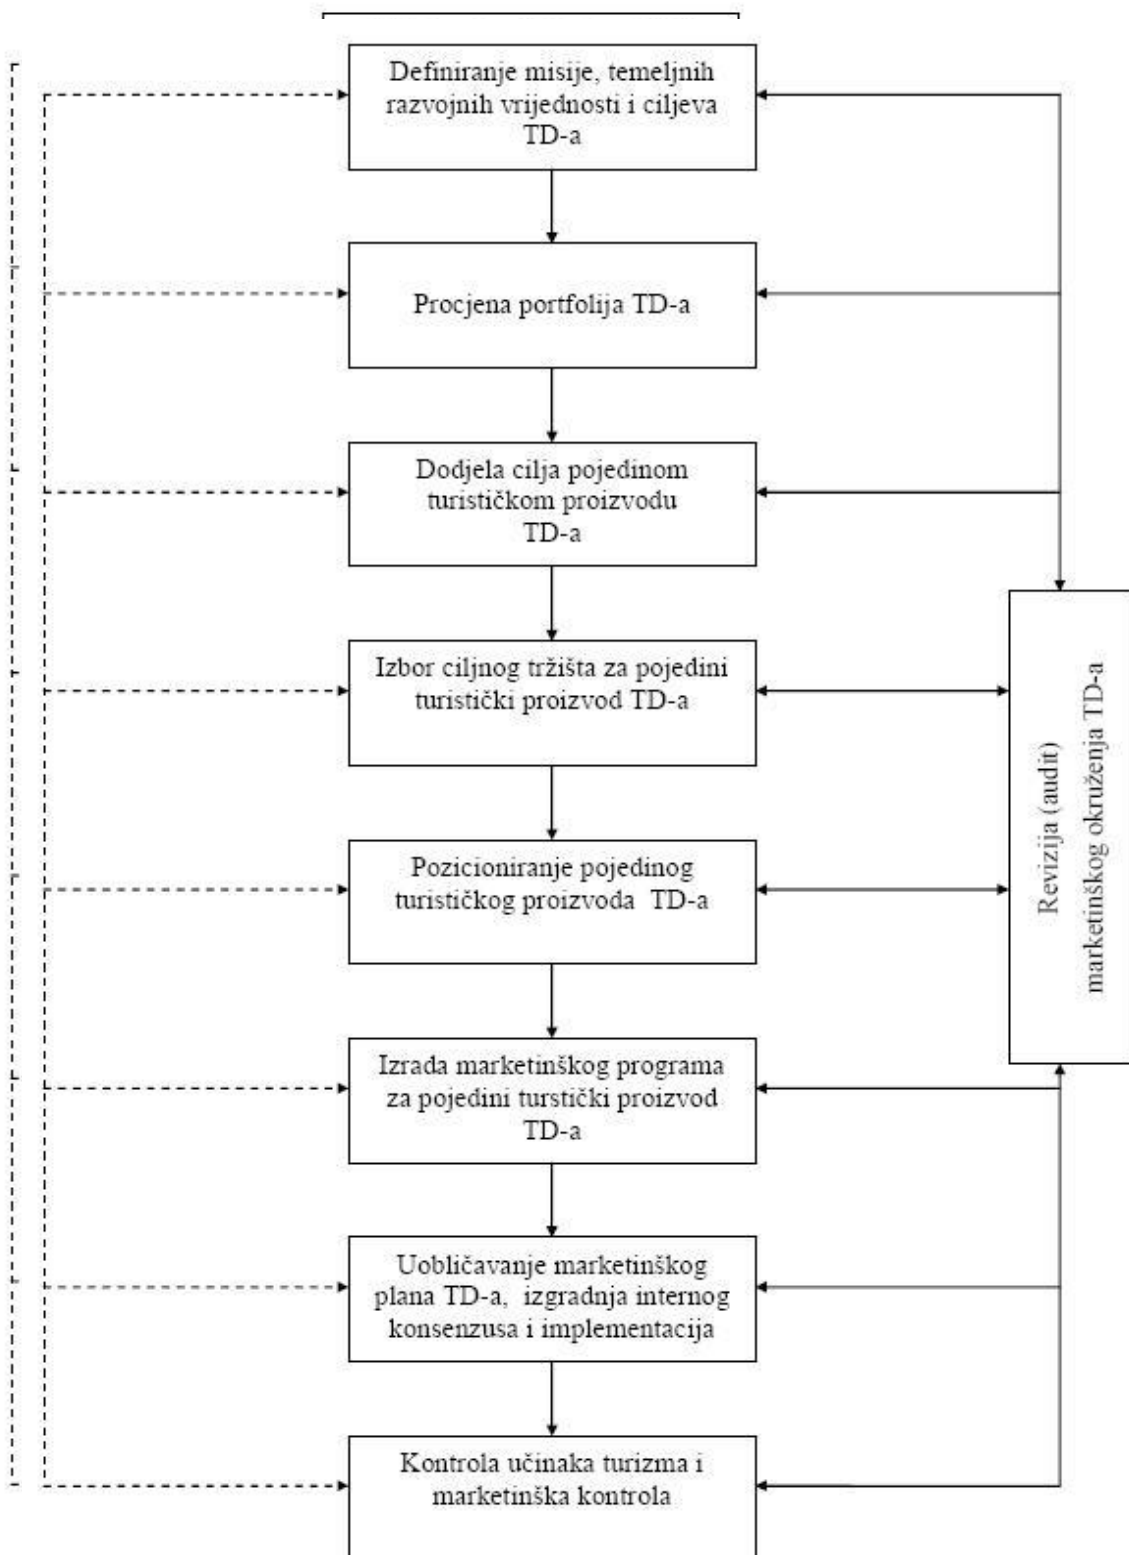 Definiranje misije, temeljnih
razvojnih vrijednosti i ciljeva
TD-a
Procjena portfolija TD-a
Dodjela cilja pojedinom
turističkom proizvodu
TD-a
Izbor ciljnog tržišta za pojedini
turistički proizvod TD-a
Pozicioniranje pojedinog
turističkog proizvoda TD-a
Izrada marketinškog programa
za pojedini turstički proizvod
TD-a
Uobličavanje marketinškog
plana TD-a, izgradnja internog
konsenzusa i implementacija
Kontrola učinaka turizma i
marketinška kontrola
Revizija (audit)
marketinškog okruženja TD-a